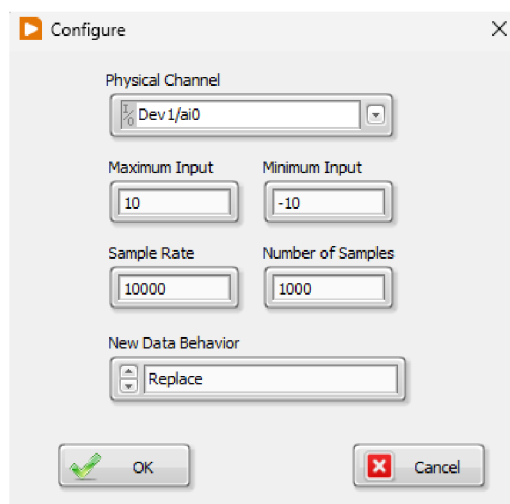 Configure
Physical Channel
I/O Dev1/ai0
Maximum Input Minimum Input
10 -10
Sample Rate Number of Samples
10000 1000
New Data Behavior
Replace
OK Cancel